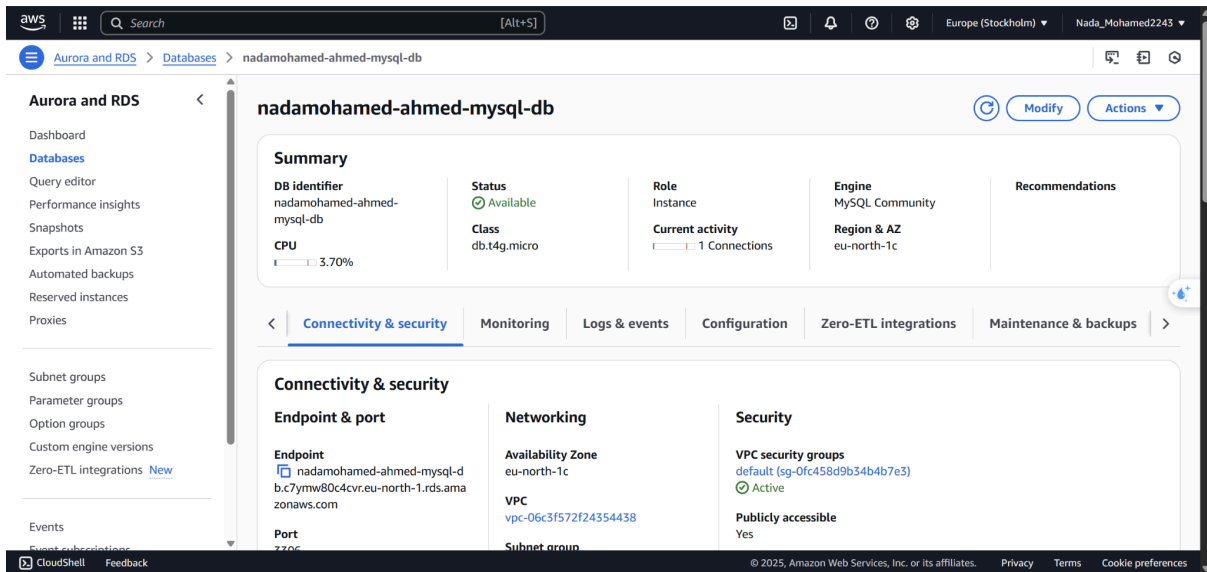 aws
Search
[Alt+S]
Europe (Stockholm)
Nada_Mohamed2243
Aurora and RDS > Databases > nadamohamed-ahmed-mysql-db
Aurora and RDS
Dashboard
Databases
Query editor
Performance insights
Snapshots
Exports in Amazon S3
Automated backups
Reserved instances
Proxies
Subnet groups
Parameter groups
Option groups
Custom engine versions
Zero-ETL integrations New
Events
Event subscriptions
nadamohamed-ahmed-mysql-db
Modify
Actions
Summary
DB identifier
nadamohamed-ahmed-
mysql-db
CPU
3.70%
Status
Available
Class
db.t4g.micro
Role
Instance
Current activity
1 Connections
Engine
MySQL Community
Region & AZ
eu-north-1c
Recommendations
Connectivity & security
Monitoring
Logs & events
Configuration
Zero-ETL integrations
Maintenance & backups
Connectivity & security
Endpoint & port
Endpoint
nadamohamed-ahmed-mysql-d
b.c7ymw80c4cvr.eu-north-1.rds.ama
zonaws.com
Port
3306
Networking
Availability Zone
eu-north-1c
VPC
vpc-06c3f572f24354438
Subnet group
Security
VPC security groups
default (sg-0fc458d9b34b4b7e3)
Active
Publicly accessible
Yes
CloudShell
Feedback
© 2025, Amazon Web Services, Inc. or its affiliates.
Privacy
Terms
Cookie preferences